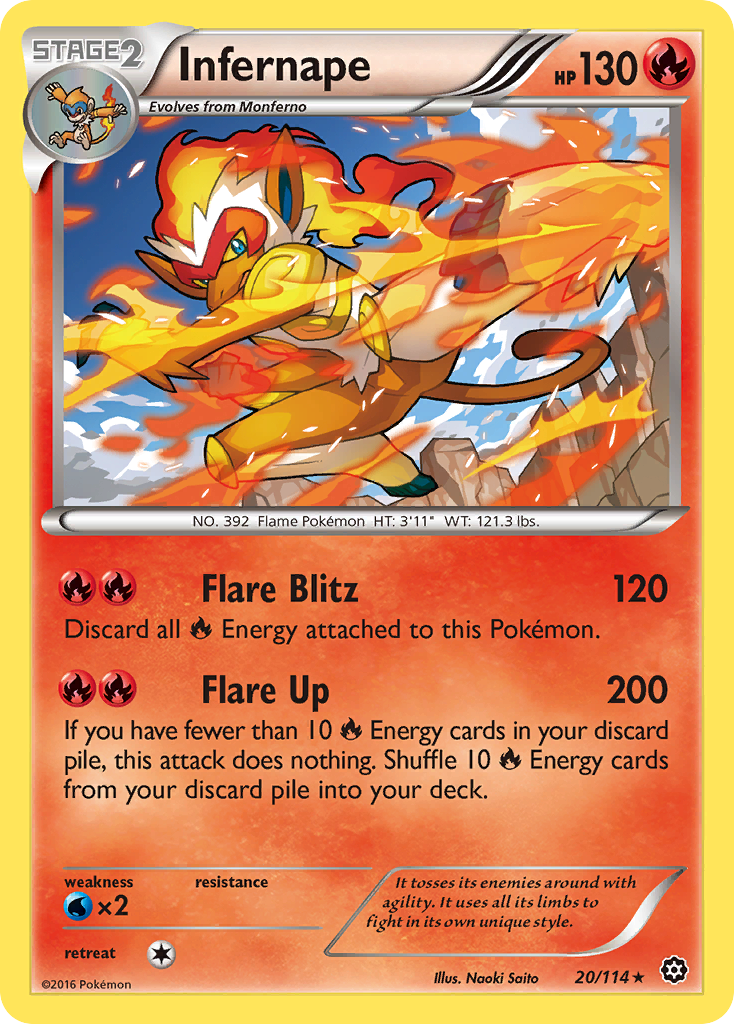 STAGE2
Infernape
HP 130
Evolves from Monferno
NO. 392 Flame Pokémon HT: 3'11" WT: 121.3 lbs.
Flare Blitz 120
Discard all Energy attached to this Pokémon.
Flare Up 200
If you have fewer than 10 Energy cards in your discard
pile, this attack does nothing. Shuffle 10 Energy cards
from your discard pile into your deck.
weakness resistance
×2
retreat
It tosses its enemies around with
agility. It uses all its limbs to
fight in its own unique style.
©2016 Pokémon
Illus. Naoki Saito
20/114 ★